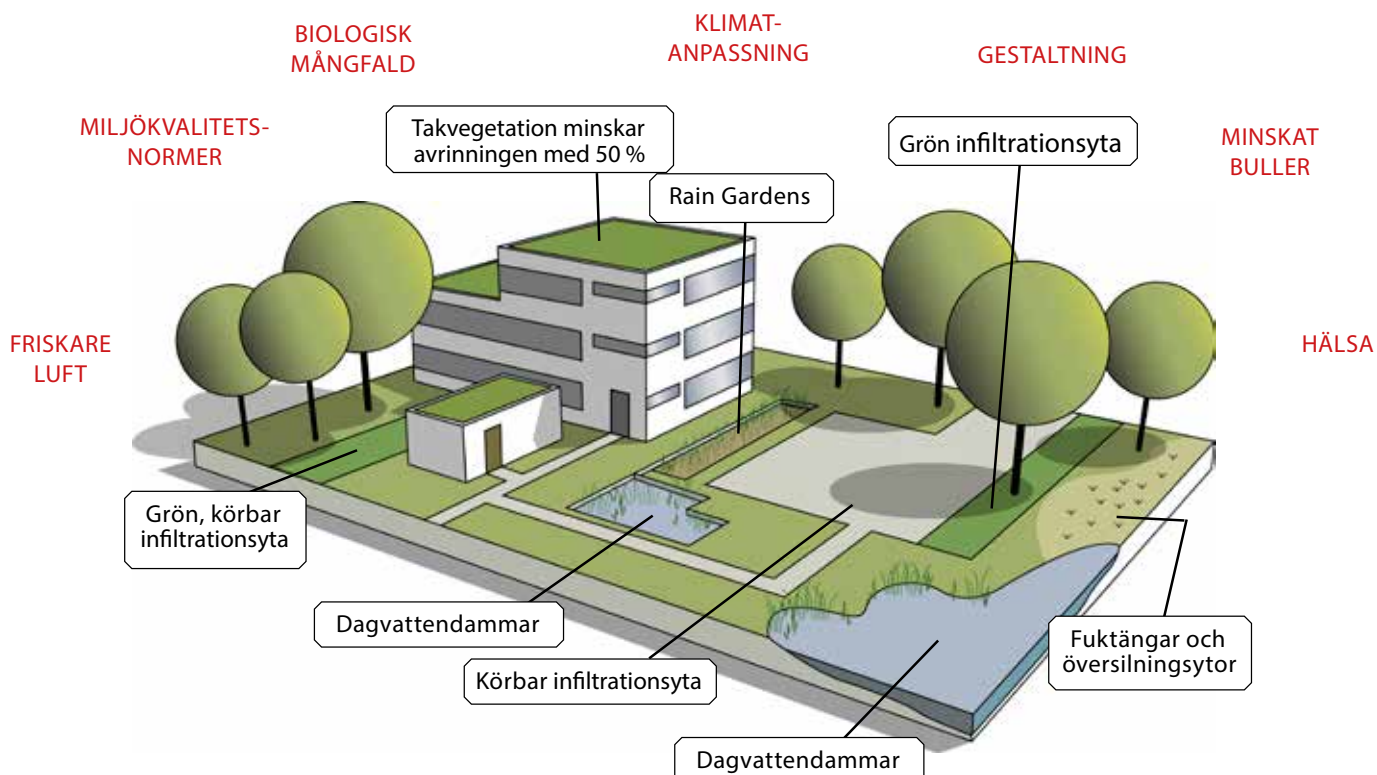 KLIMAT-
ANPASSNING
BIOLOGISK
MÅNGFALD
GESTALTNING
MILJÖKVALITETS-
NORMER
Takvegetation minskar
avrinningen med 50 %
Grön infiltrationsyta
MINSKAT
BULLER
Rain Gardens
FRISKARE
LUFT
HÄLSA
Grön, körbar
infiltrationsyta
Dagvattendammar
Körbar infiltrationsyta
Fuktängar och
översilningsytor
Dagvattendammar